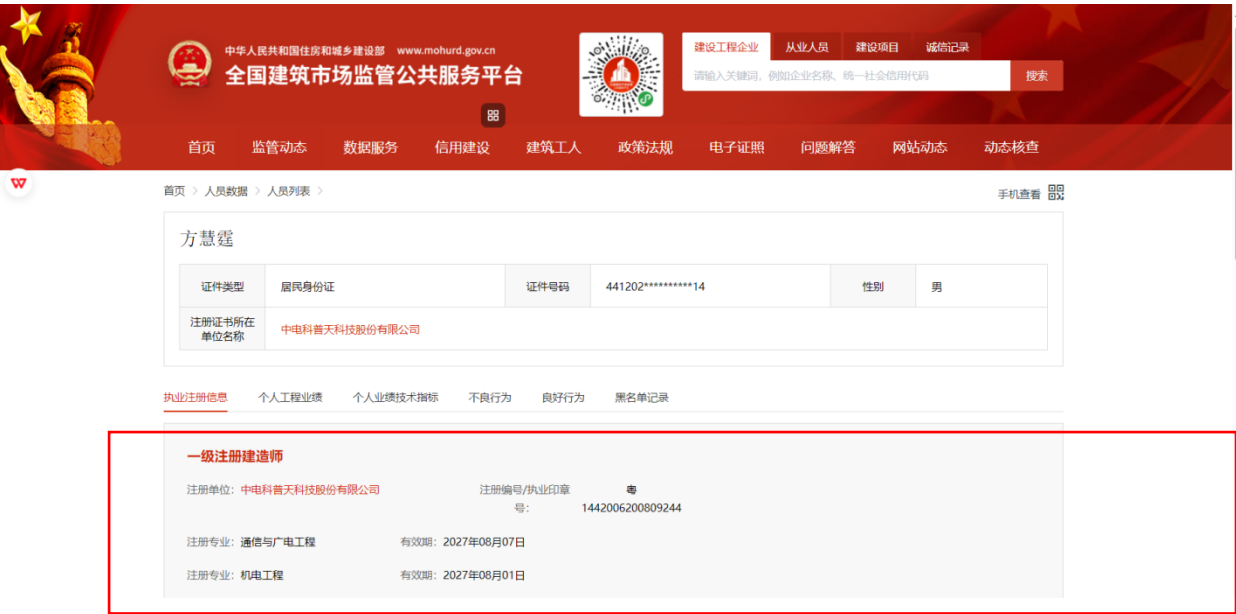 中华人民共和国住房和城乡建设部 www.mohurd.gov.cn
全国建筑市场监管公共服务平台
建设工程企业 从业人员 建设项目 诚信记录
请输入关键词，例如企业名称、统一社会信用代码 搜索
首页 监管动态 数据服务 信用建设 建筑工人 政策法规 电子证照 问题解答 网站动态 动态核查
首页 > 人员数据 > 人员列表 >
手机查看
方慧霆
证件类型 居民身份证 证件号码 441202**********14 性别 男
注册证书所在
单位名称
中电科普天科技股份有限公司
执业注册信息 个人工程业绩 个人业绩技术指标 不良行为 良好行为 黑名单记录
一级注册建造师
注册单位：中电科普天科技股份有限公司 注册编号/执业印章 粤
号： 1442006200809244
注册专业：通信与广电工程 有效期：2027年08月07日
注册专业：机电工程 有效期：2027年08月01日